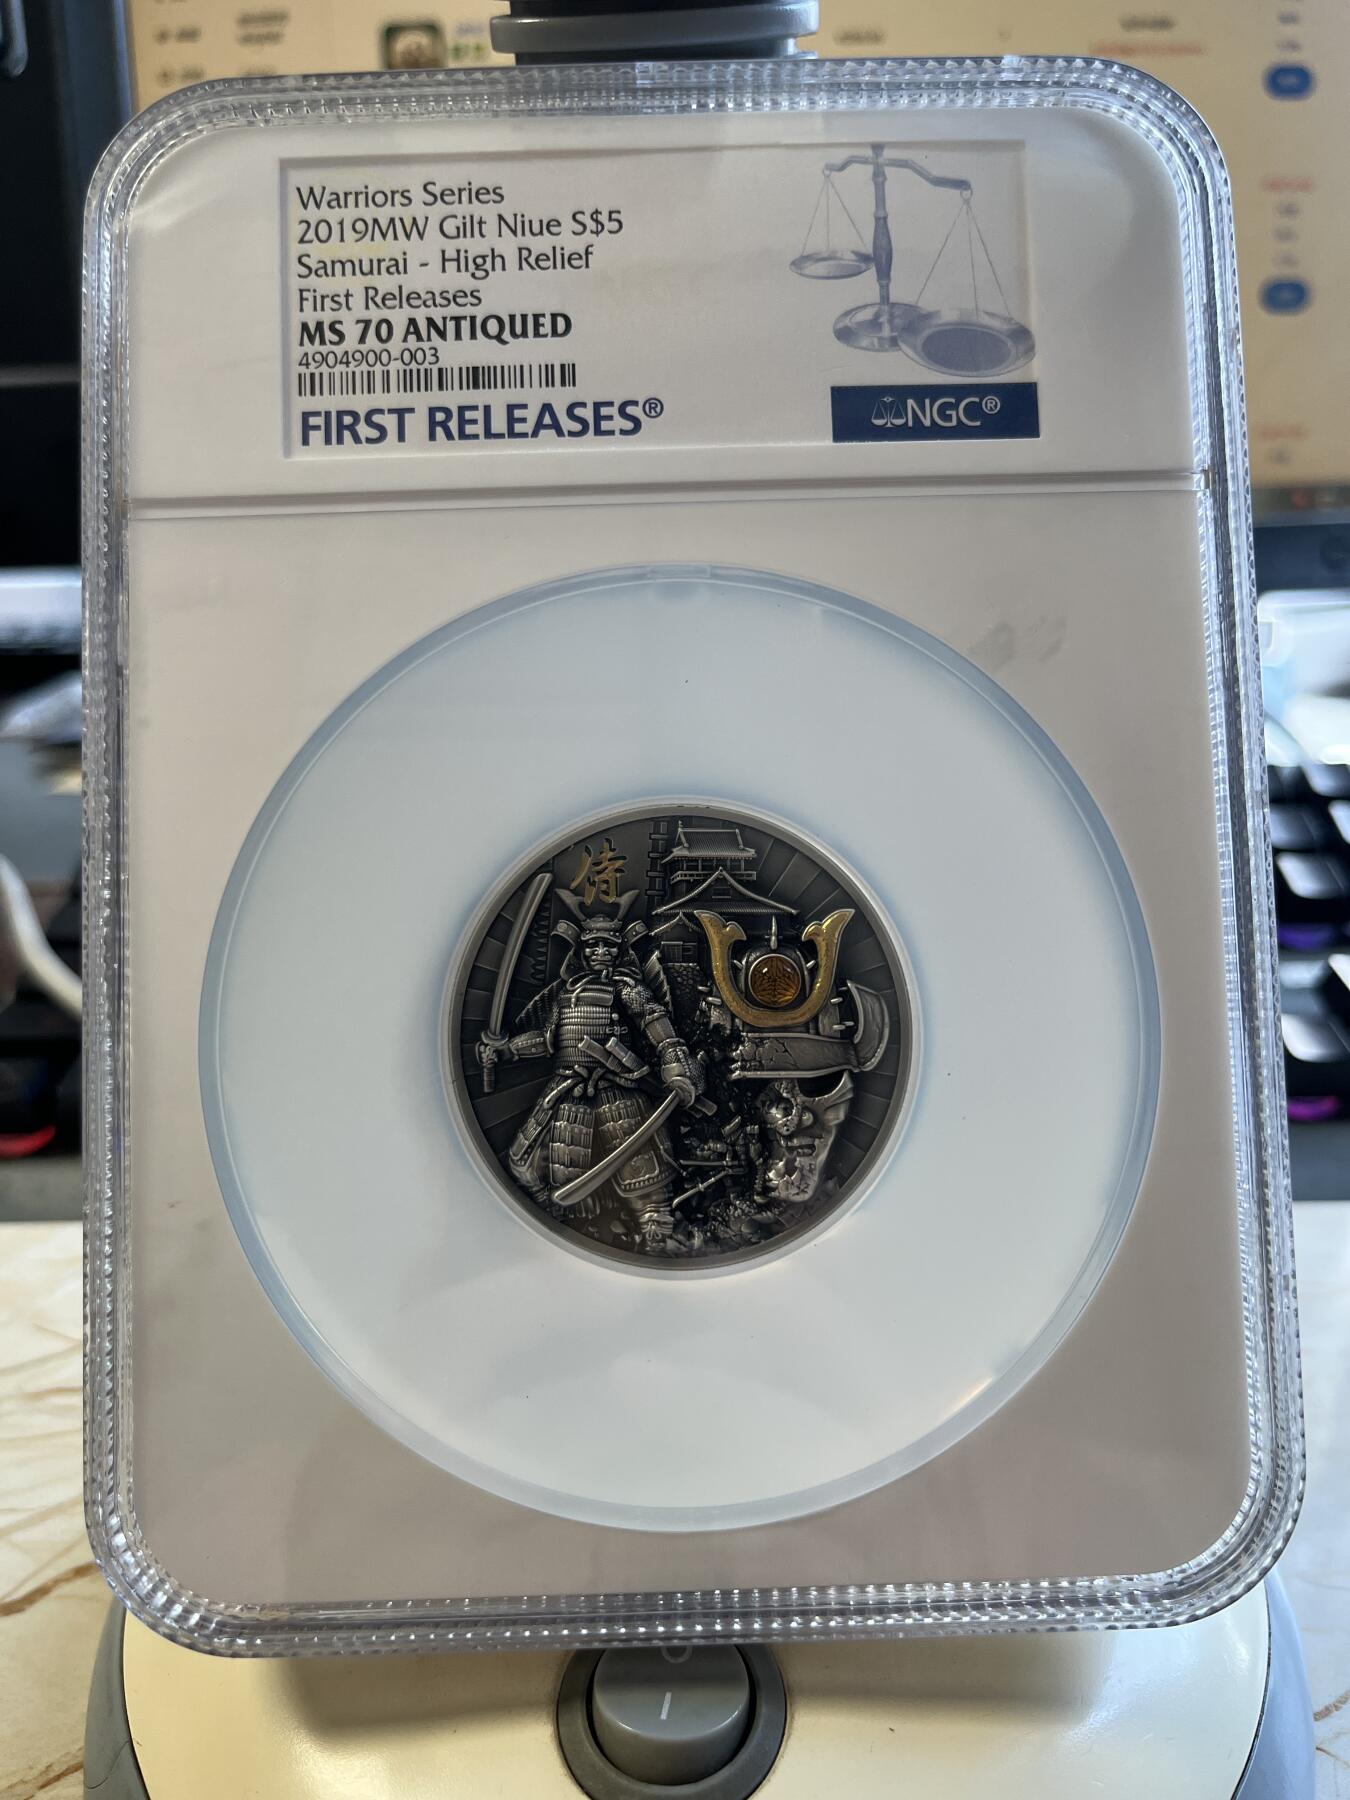 Warriors Series
2019MW Gilt Niue S$5
Samurai - High Relief
First Releases
MS 70 ANTIQUED
4904900-003
FIRST RELEASES®
NGC®
侍